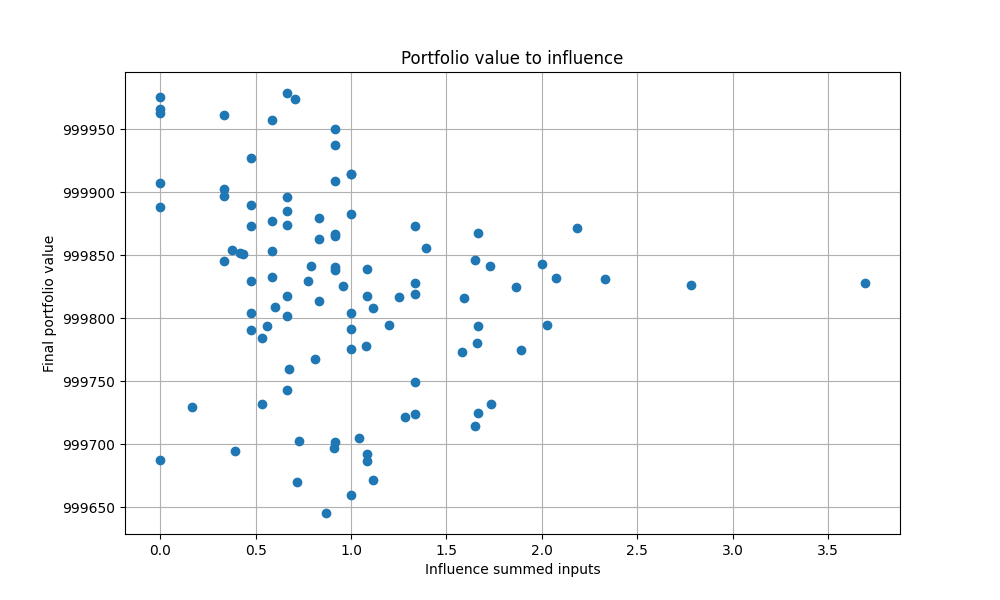 Portfolio value to influence
Final portfolio value
999950
999900
999850
999800
999750
999700
999650
0.0 0.5 1.0 1.5 2.0 2.5 3.0 3.5
Influence summed inputs